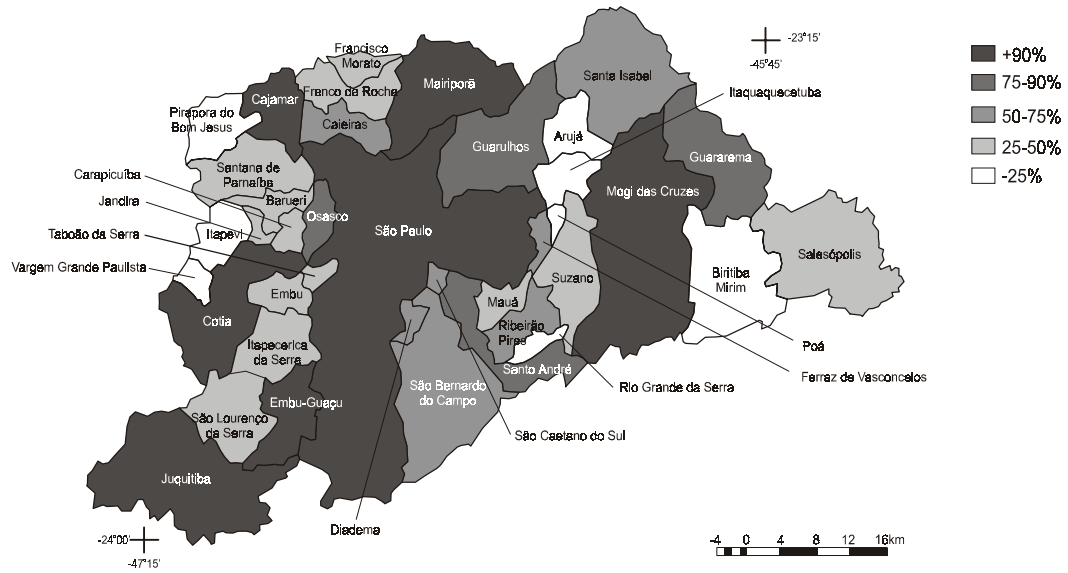 Francisco
Morato
Franco da Rocha
Mairiporã
Cajamar
Caieiras
Pirapora do
Bom Jesus
Santana de
Parnaíba
Carapicuíba
Barueri
Jandira
Osasco
Itapevi
Taboão da Serra
Vargem Grande Paulista
Embu
Cotia
Itapecerica
da Serra
São Lourenço
da Serra
Embu-Guaçu
Juquitiba
São Paulo
Guarulhos
Santa Isabel
Arujá
Itaquaquecetuba
Guararema
Mogi das Cruzes
Salesópolis
Biritiba
Mirim
Suzano
Mauá
Ribeirão
Pires
Santo André
São Bernardo
do Campo
Poá
Ferraz de Vasconcelos
Rio Grande da Serra
São Caetano do Sul
Diadema
-23°15'
-45°45'
-24°00'
-47°15'
+90%
75-90%
50-75%
25-50%
-25%
-4 0 4 8 12 16km